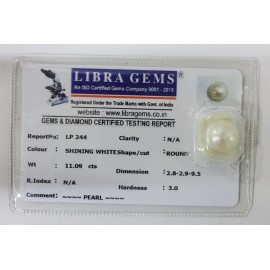 LIBRA GEMS
An ISO Certified Gems Company 9001 - 2015
Registered Under the Trade Marks with Govt. of India
website : www.libragems.co.in
GEMS & DIAMOND CERTIFIED TESTING REPORT
ReportNo: LP 244 Clarity : N/A
Colour : SHINING WHITE Shape/cut : ROUND
Wt : 11.09 cts Dimension : 2.8-2.9-9.5
R.Index : N/A Hardness : 3.0
Comment : ~~~~ PEARL ~~~~